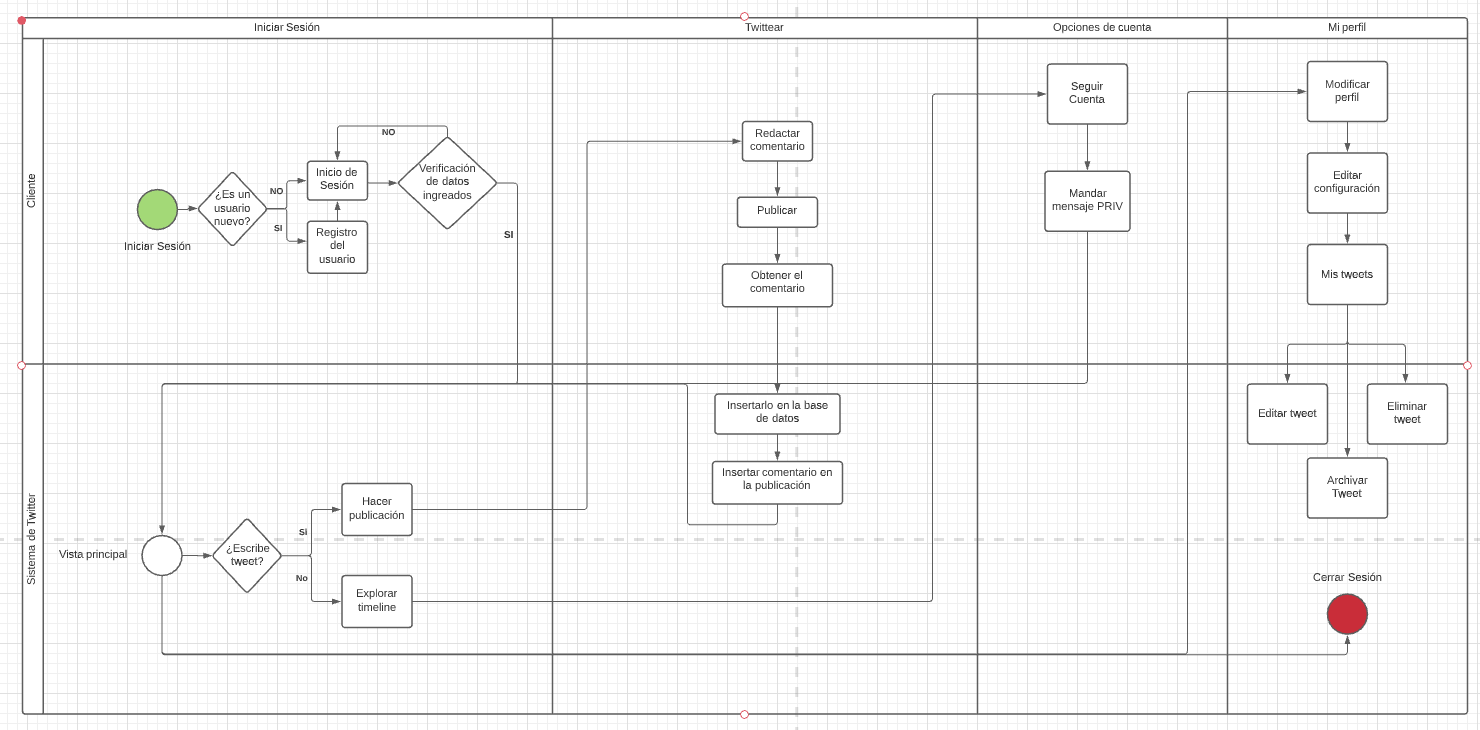 Iniciar Sesión
Twittear
Opciones de cuenta
Mi perfil
Cliente
Iniciar Sesión
¿Es un
usuario
nuevo?
NO
SI
Inicio de
Sesión
Registro
del
usuario
NO
Verificación
de datos
ingreados
SI
Redactar
comentario
Publicar
Obtener el
comentario
Seguir
Cuenta
Mandar
mensaje PRIV
Modificar
perfil
Editar
configuración
Mis tweets
Sistema de Twitter
Vista principal
¿Escribe
tweet?
Si
No
Hacer
publicación
Explorar
timeline
Insertarlo en la base
de datos
Insertar comentario en
la publicación
Editar tweet
Eliminar
tweet
Archivar
Tweet
Cerrar Sesión